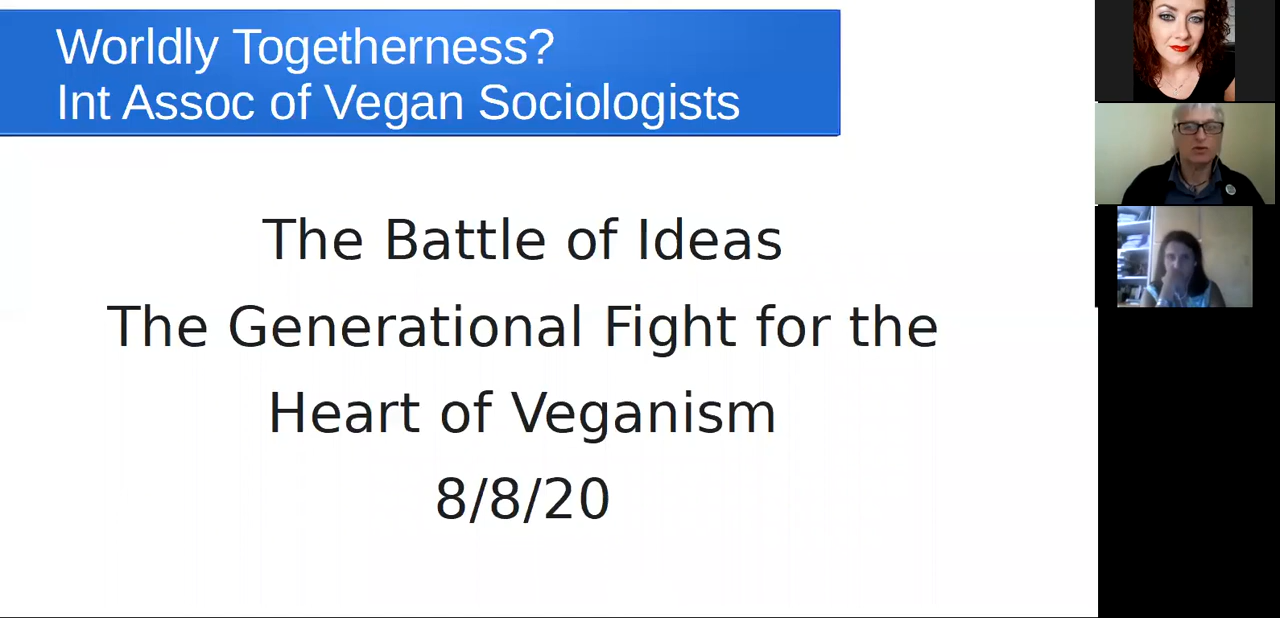 Worldly Togetherness?
Int Assoc of Vegan Sociologists
The Battle of Ideas
The Generational Fight for the
Heart of Veganism
8/8/20